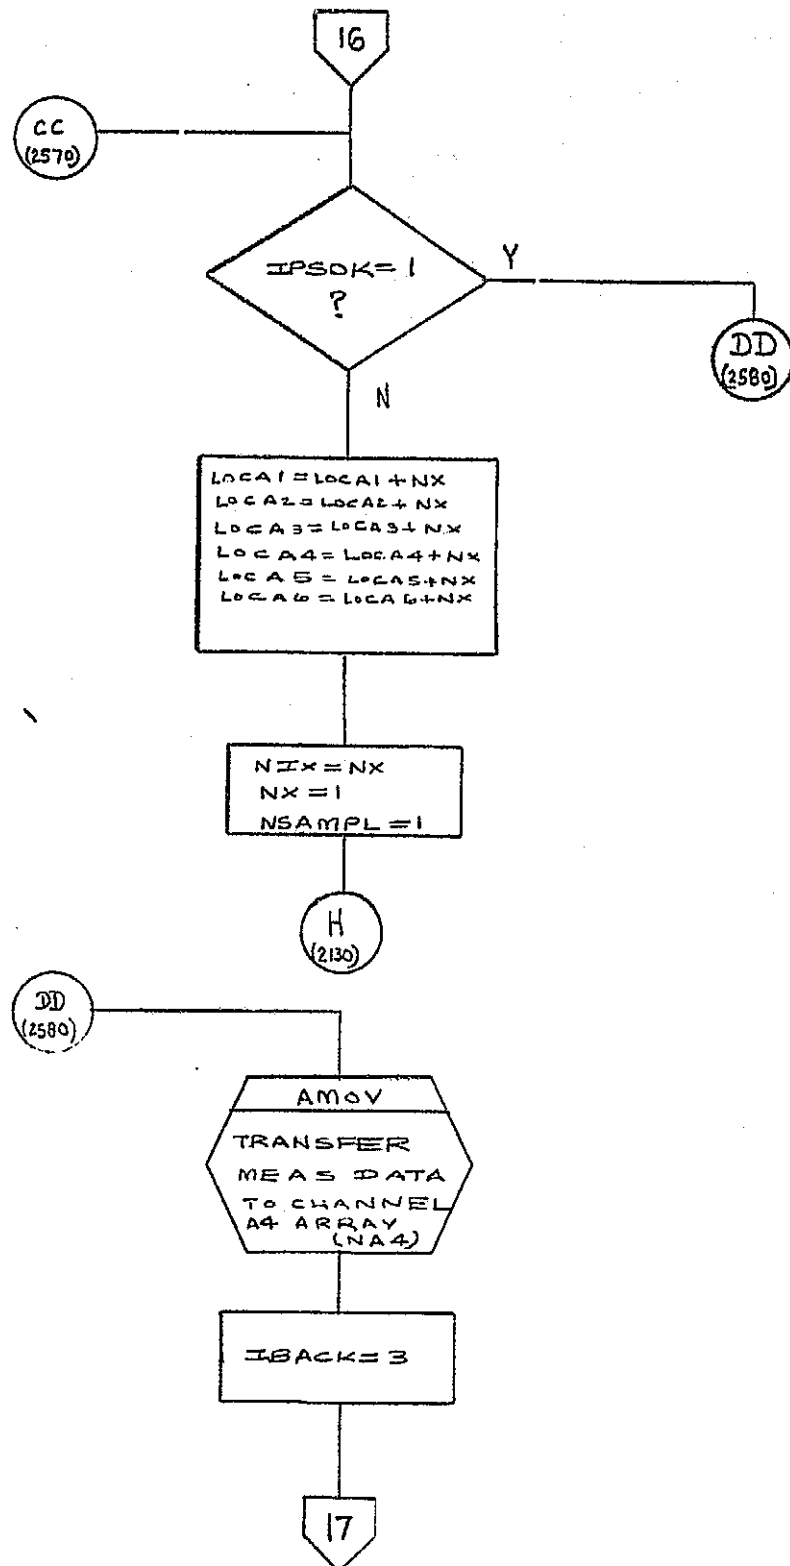 16
CC
(2570)
IPSOK=1
?
Y
DD
(2580)
N
LOCA1=LOCA1+NX
LOCA2=LOCA2+NX
LOCA3=LOCA3+NX
LOCA4=LOCA4+NX
LOCA5=LOCA5+NX
LOCA6=LOCA6+NX
NIX=NX
NX=1
NSAMPL=1
H
(2130)
DD
(2580)
AMOV
TRANSFER
MEAS DATA
TO CHANNEL
A4 ARRAY
(NA4)
IBACK=3
17